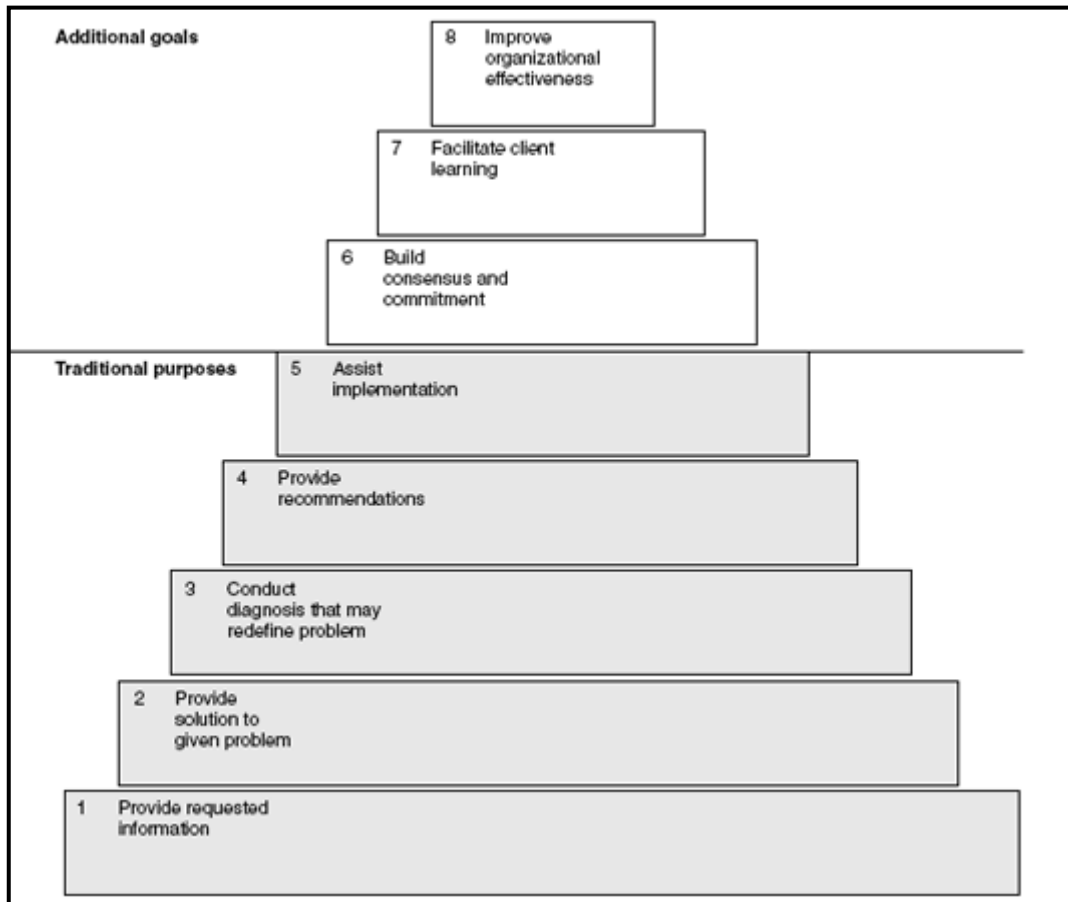 Additional goals
8 Improve
organizational
effectiveness
7 Facilitate client
learning
6 Build
consensus and
commitment
Traditional purposes
5 Assist
implementation
4 Provide
recommendations
3 Conduct
diagnosis that may
redefine problem
2 Provide
solution to
given problem
1 Provide requested
information